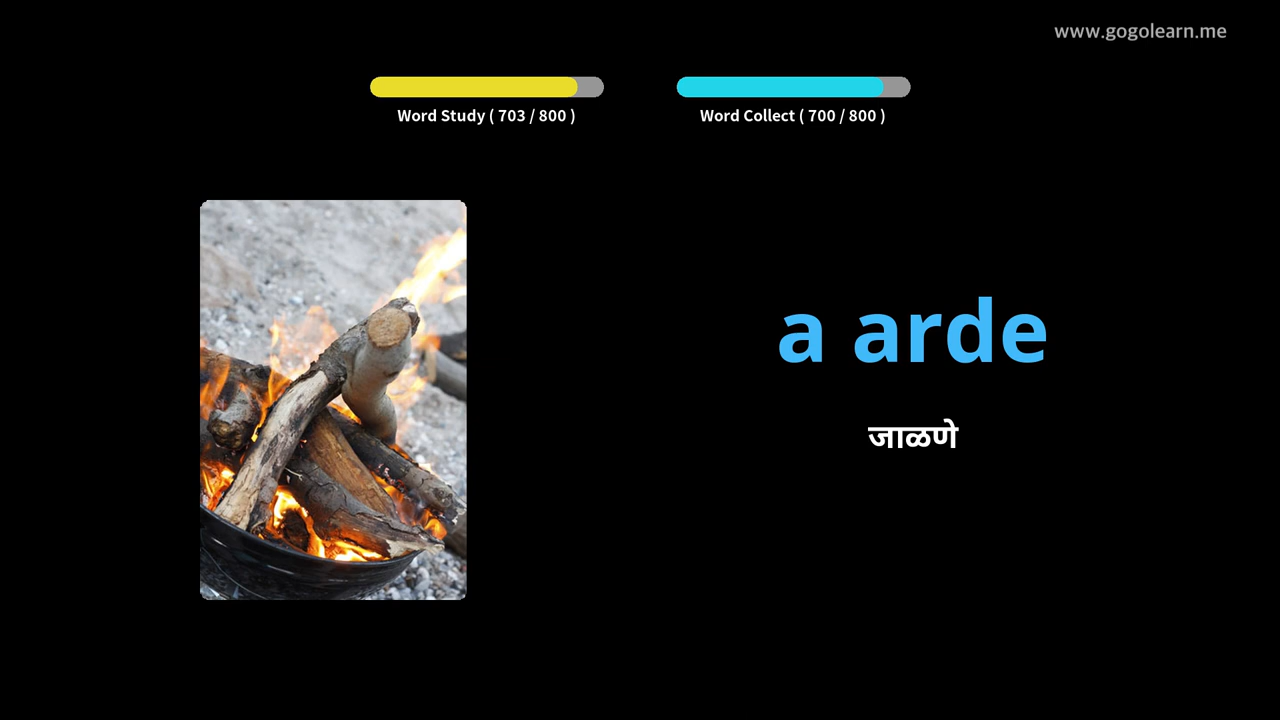 www.gogolearn.me
Word Study ( 703 / 800 )
Word Collect ( 700 / 800 )
a arde
जाळणे